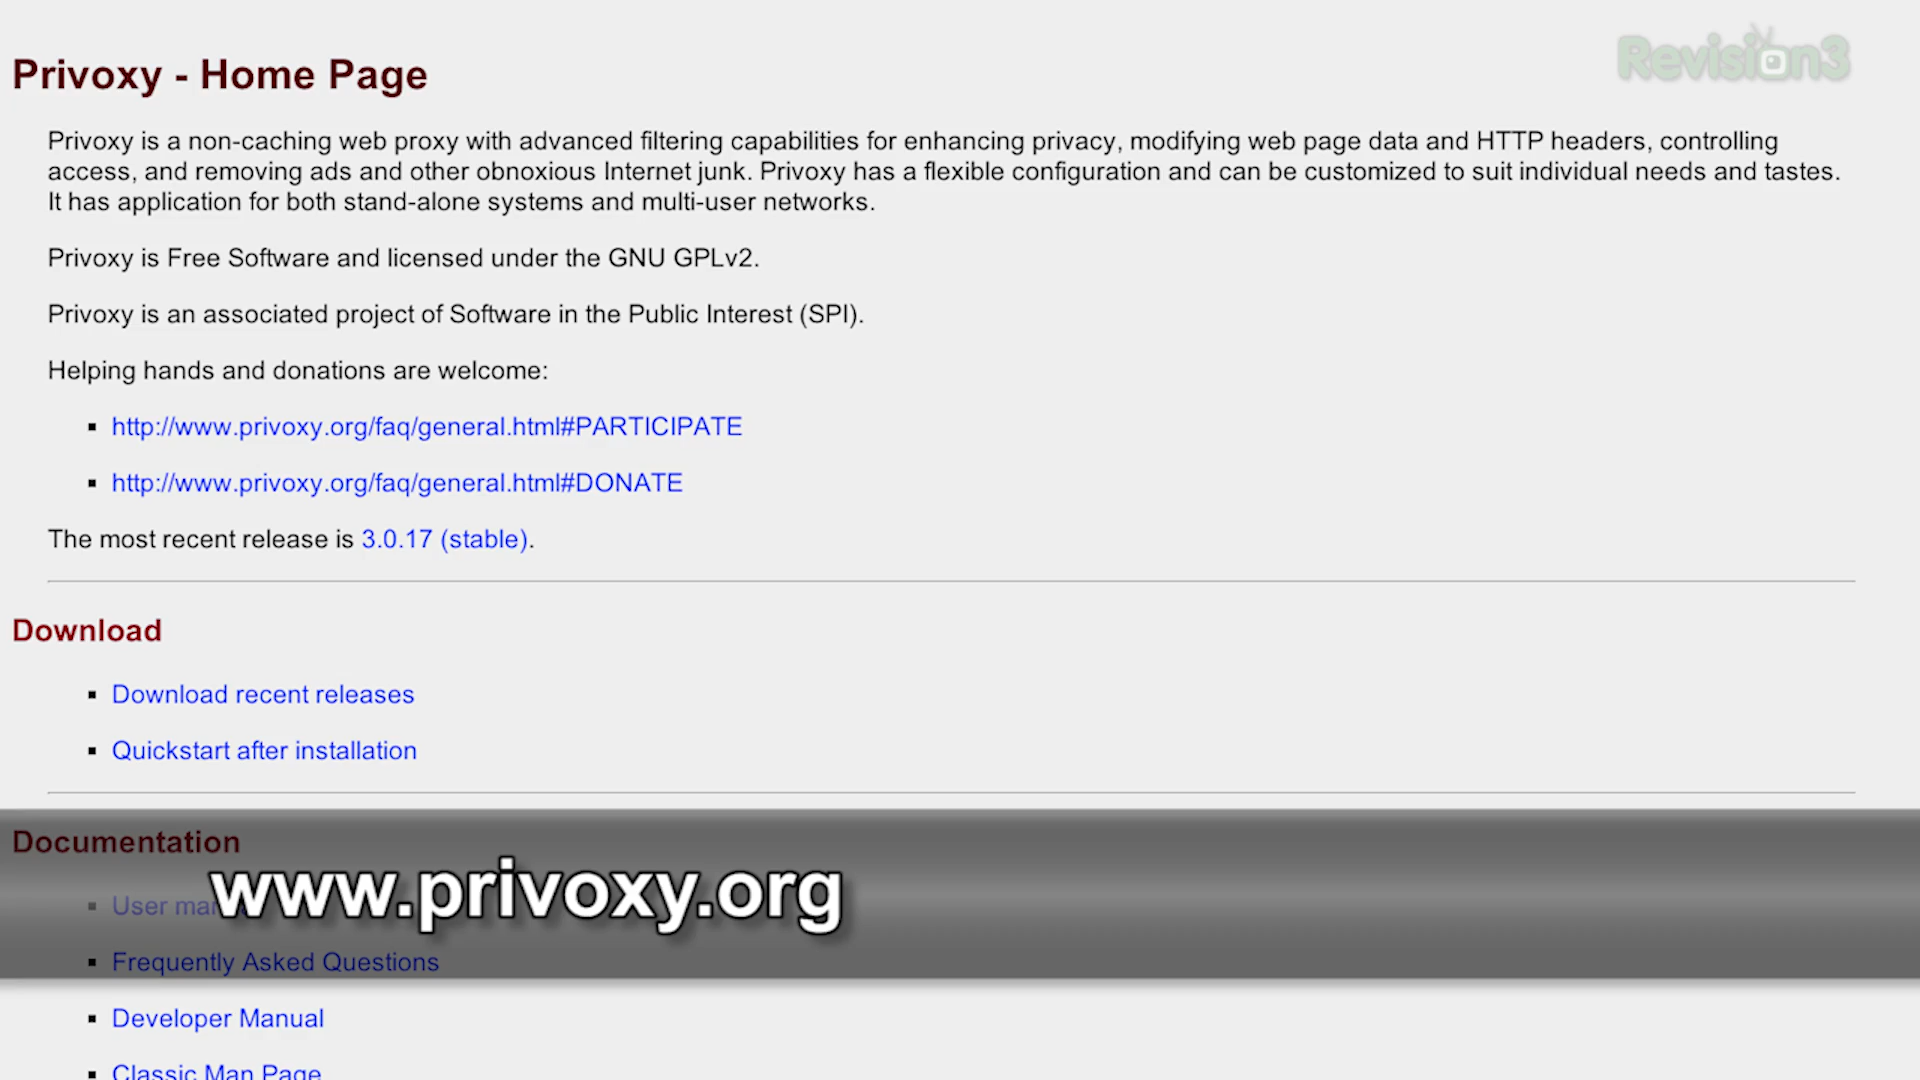 Revision3
Privoxy - Home Page
Privoxy is a non-caching web proxy with advanced filtering capabilities for enhancing privacy, modifying web page data and HTTP headers, controlling
access, and removing ads and other obnoxious Internet junk. Privoxy has a flexible configuration and can be customized to suit individual needs and tastes.
It has application for both stand-alone systems and multi-user networks.
Privoxy is Free Software and licensed under the GNU GPLv2.
Privoxy is an associated project of Software in the Public Interest (SPI).
Helping hands and donations are welcome:
http://www.privoxy.org/faq/general.html#PARTICIPATE
http://www.privoxy.org/faq/general.html#DONATE
The most recent release is 3.0.17 (stable).
Download
Download recent releases
Quickstart after installation
Documentation
User
www.privoxy.org
Frequently Asked Questions
Developer Manual
Classic Man Page